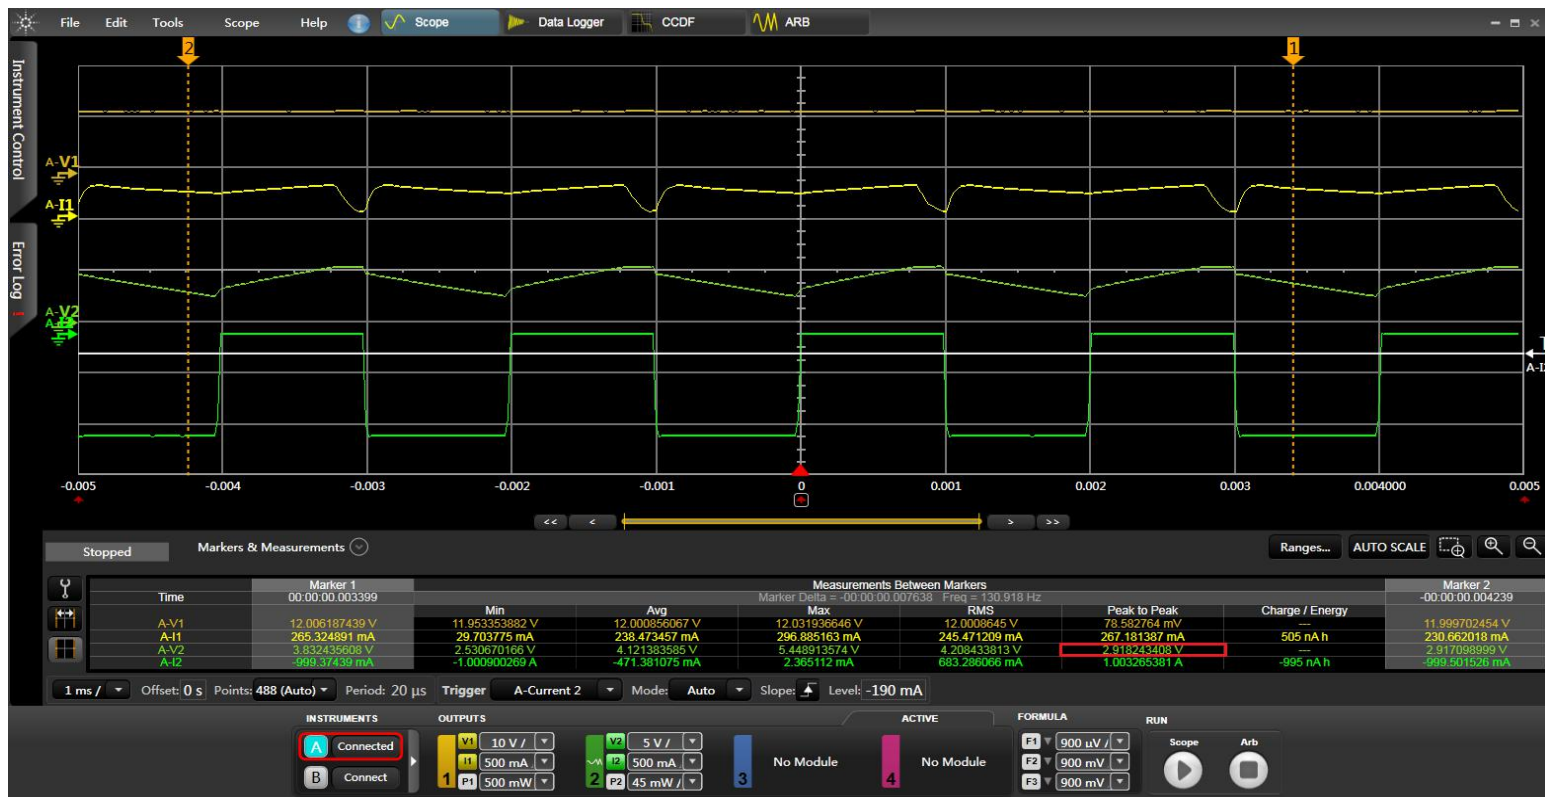 File Edit Tools Scope Help i Scope Data Logger CCDF ARB
2 1
Instrument Control
Error Log
!
A-V1
A-I1
A-V2
-0.005 -0.004 -0.003 -0.002 -0.001 0 0.001 0.002 0.003 0.004000 0.005
<< < > >>
Stopped Markers & Measurements Ranges... AUTO SCALE
Marker 1 Measurements Between Markers Marker 2
Time 00:00:00.003399 Marker Delta = -00:00:00.007638 Freq = 130.918 Hz -00:00:00.004239
Min Avg Max RMS Peak to Peak Charge / Energy
A-V1 12.006187439 V 11.953353882 V 12.000856067 V 12.031936646 V 12.0008645 V 78.582764 mV --- 11.999702454 V
A-I1 265.324891 mA 29.703775 mA 238.473457 mA 296.885163 mA 245.471209 mA 267.181387 mA 505 nA h 230.662018 mA
A-V2 3.832435608 V 2.530670166 V 4.121383585 V 5.448913574 V 4.208433813 V 2.918243408 V --- 2.917098999 V
A-I2 -999.37439 mA -1.000900269 A -471.381075 mA 2.365112 mA 683.286066 mA 1.003265381 A -995 nA h -999.501526 mA
1 ms / Offset: 0 s Points: 488 (Auto) Period: 20 µs Trigger A-Current 2 Mode: Auto Slope: Level: -190 mA
INSTRUMENTS OUTPUTS ACTIVE FORMULA RUN
A Connected V1 10 V / V2 5 V / F1 900 µV / Scope Arb
I1 500 mA I2 500 mA No Module No Module F2 900 mV
B Connect 1 P1 500 mW 2 P2 45 mW / 3 4 F3 900 mV